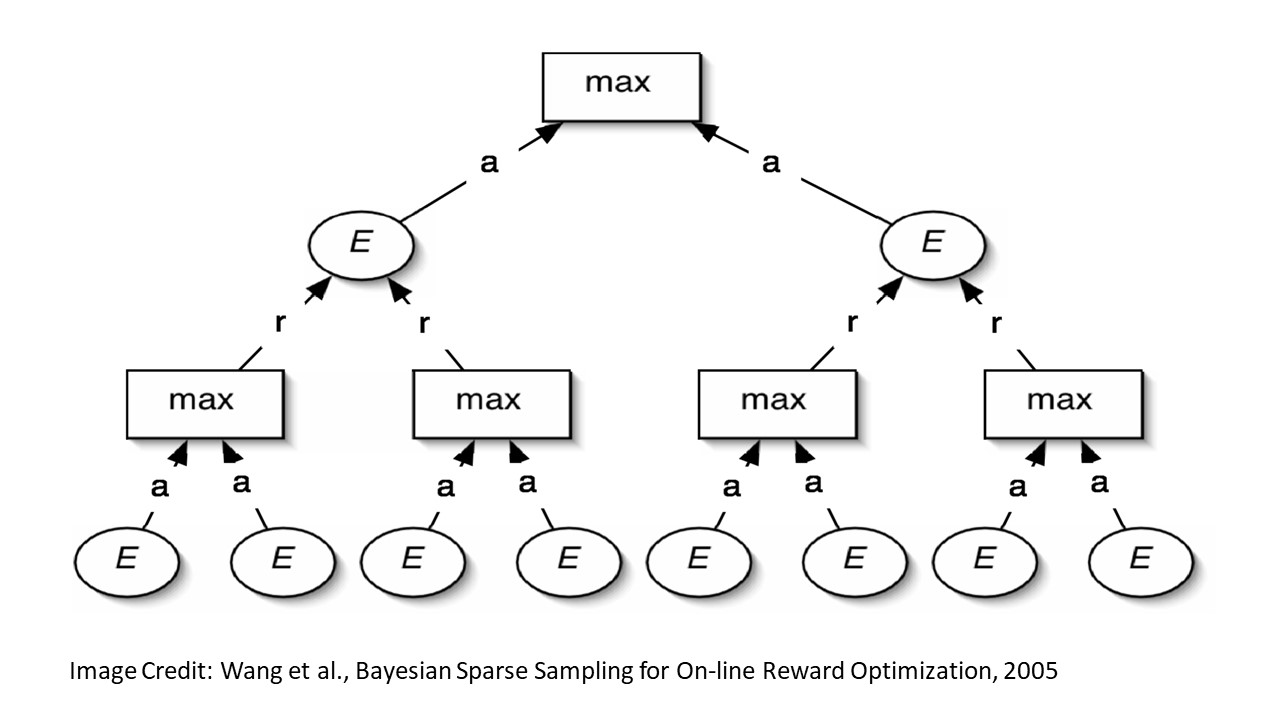 max
a a
E E
r r r r
max max max max
a a a a a a a a
E E E E E E E E
Image Credit: Wang et al., Bayesian Sparse Sampling for On-line Reward Optimization, 2005